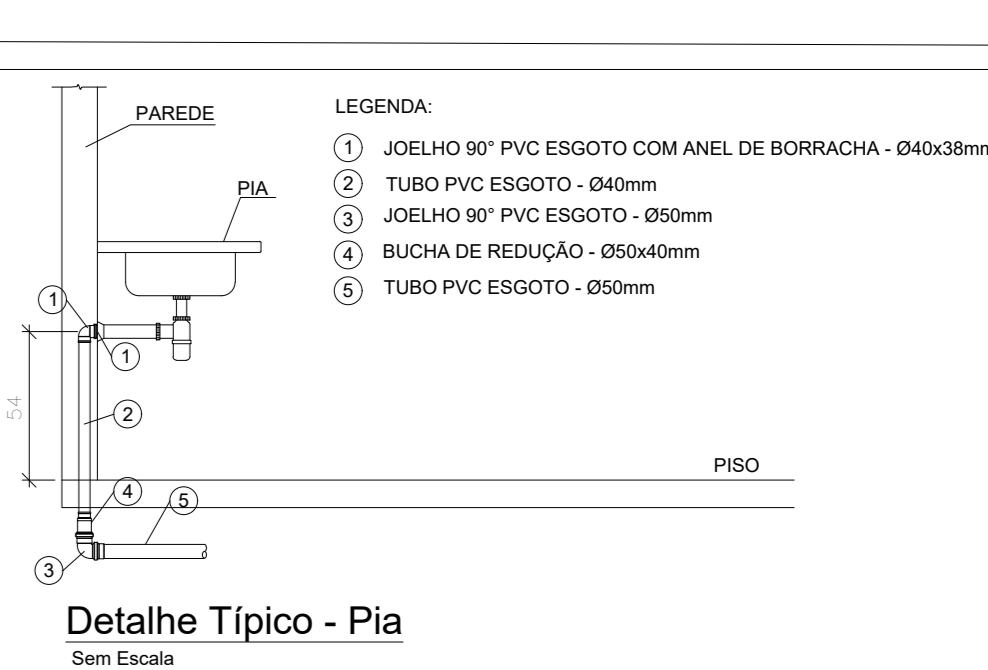 PAREDE
LEGENDA:
1 JOELHO 90° PVC ESGOTO COM ANEL DE BORRACHA - Ø40x38mm
2 TUBO PVC ESGOTO - Ø40mm
PIA
3 JOELHO 90° PVC ESGOTO - Ø50mm
4 BUCHA DE REDUÇÃO - Ø50x40mm
5 TUBO PVC ESGOTO - Ø50mm
1
1
54
2
PISO
4
5
3
Detalhe Típico - Pia
Sem Escala